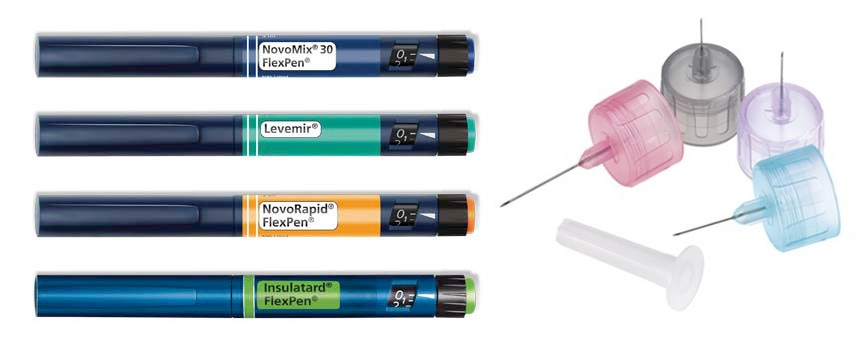 NovoMix® 30
FlexPen®
Levemir®
NovoRapid®
FlexPen®
Insulatard®
FlexPen®